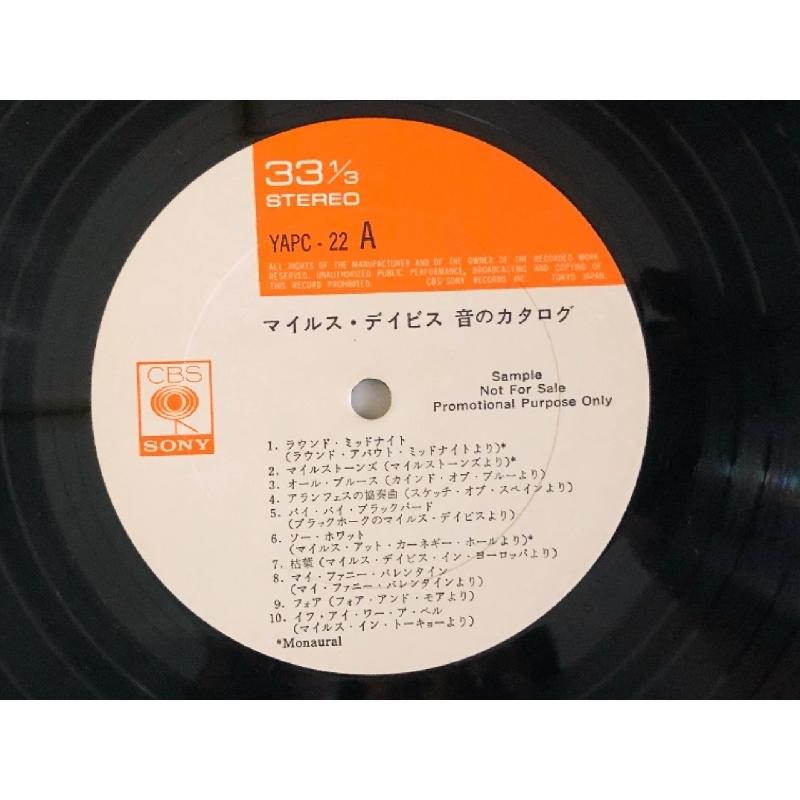 33 1/3
STEREO
YAPC - 22 A
ALL RIGHTS OF THE MANUFACTURER AND OF THE OWNER OF THE RECORDED WORK
RESERVED. UNAUTHORIZED PUBLIC PERFORMANCE, BROADCASTING AND COPYING OF
THIS RECORD PROHIBITED. CBS/SONY RECORDS INC. TOKYO JAPAN.
マイルス・デイビス 音のカタログ
CBS
SONY
Sample
Not For Sale
Promotional Purpose Only
1. ラウンド・ミッドナイト
(ラウンド・アバウト・ミッドナイトより)*
2. マイルストーンズ (マイルストーンズより)*
3. オール・ブルース (カインド・オブ・ブルーより)
4. アランフェスの協奏曲 (スケッチ・オブ・スペインより)
5. バイ・バイ・ブラックバード
(ブラックホークのマイルス・デイビスより)
6. ソー・ホワット
(マイルス・アット・カーネギー・ホールより)*
7. 枯葉 (マイルス・デイビス・イン・ヨーロッパより)
8. マイ・ファニー・バレンタイン
(マイ・ファニー・バレンタインより)
9. フォア (フォア・アンド・モアより)
10. イフ・アイ・ワー・ア・ベル
(マイルス・イン・トーキョーより)
*Monaural